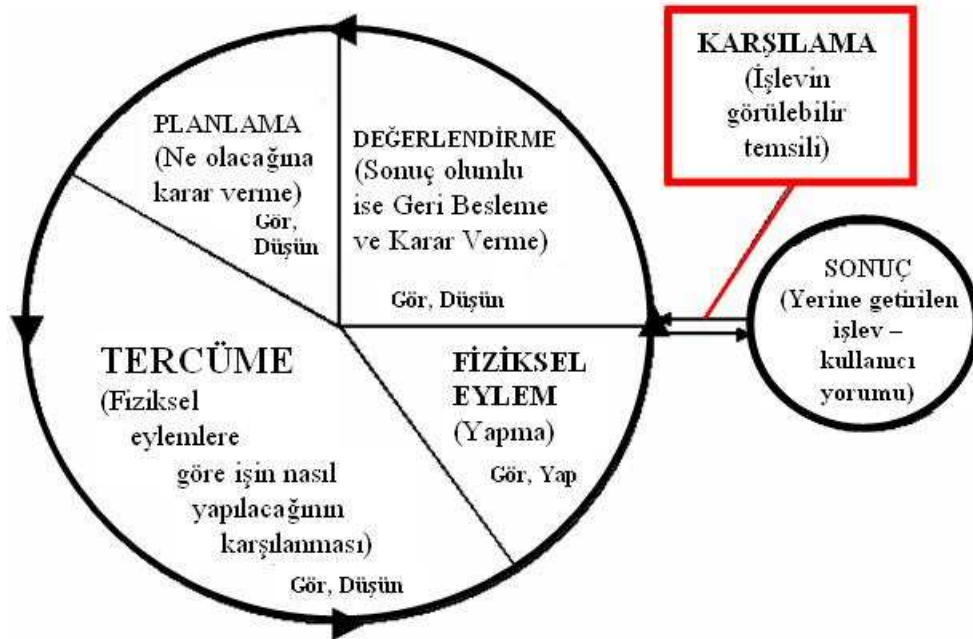 PLANLAMA
(Ne olacağına
karar verme)
Gör,
Düşün
DEĞERLENDİRME
(Sonuç olumlu
ise Geri Besleme
ve Karar Verme)
Gör, Düşün
KARŞILAMA
(İşlevin
görülebilir
temsili)
SONUÇ
(Yerine getirilen
işlev –
kullanıcı
yorumu)
TERCÜME
(Fiziksel
eylemlere
göre işin nasıl
yapılacağının
karşılanması)
Gör, Düşün
FİZİKSEL
EYLEM
(Yapma)
Gör, Yap